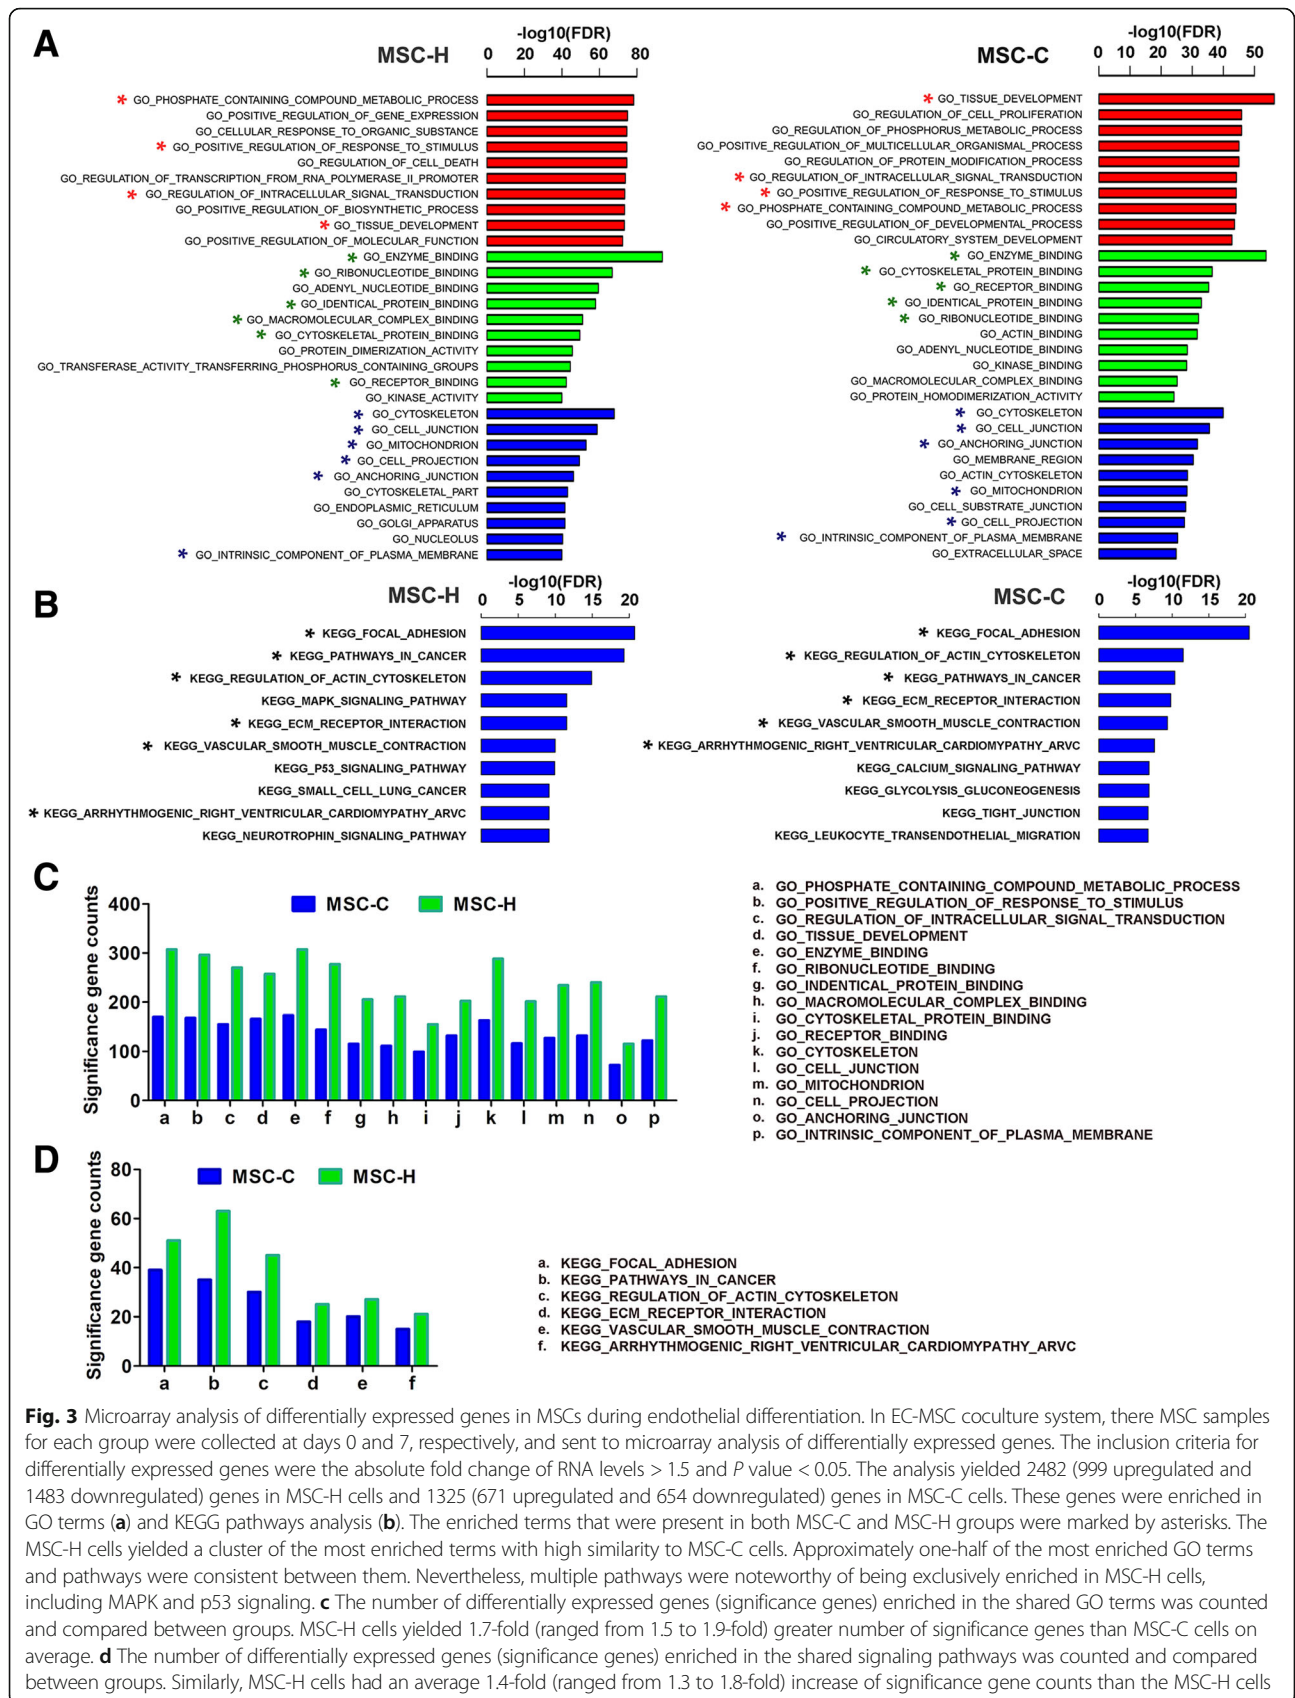 A
MSC-H
-log10(FDR)
0 20 40 60 80
* GO_PHOSPHATE_CONTAINING_COMPOUND_METABOLIC_PROCESS
GO_POSITIVE_REGULATION_OF_GENE_EXPRESSION
GO_CELLULAR_RESPONSE_TO_ORGANIC_SUBSTANCE
* GO_POSITIVE_REGULATION_OF_RESPONSE_TO_STIMULUS
GO_REGULATION_OF_CELL_DEATH
GO_REGULATION_OF_TRANSCRIPTION_FROM_RNA_POLYMERASE_II_PROMOTER
* GO_REGULATION_OF_INTRACELLULAR_SIGNAL_TRANSDUCTION
GO_POSITIVE_REGULATION_OF_BIOSYNTHETIC_PROCESS
* GO_TISSUE_DEVELOPMENT
GO_POSITIVE_REGULATION_OF_MOLECULAR_FUNCTION
* GO_ENZYME_BINDING
* GO_RIBONUCLEOTIDE_BINDING
GO_ADENYL_NUCLEOTIDE_BINDING
* GO_IDENTICAL_PROTEIN_BINDING
* GO_MACROMOLECULAR_COMPLEX_BINDING
* GO_CYTOSKELETAL_PROTEIN_BINDING
GO_PROTEIN_DIMERIZATION_ACTIVITY
GO_TRANSFERASE_ACTIVITY_TRANSFERRING_PHOSPHORUS_CONTAINING_GROUPS
* GO_RECEPTOR_BINDING
GO_KINASE_ACTIVITY
* GO_CYTOSKELETON
* GO_CELL_JUNCTION
* GO_MITOCHONDRION
* GO_CELL_PROJECTION
* GO_ANCHORING_JUNCTION
GO_CYTOSKELETAL_PART
GO_ENDOPLASMIC_RETICULUM
GO_GOLGI_APPARATUS
GO_NUCLEOLUS
* GO_INTRINSIC_COMPONENT_OF_PLASMA_MEMBRANE
MSC-C
-log10(FDR)
0 10 20 30 40 50
* GO_TISSUE_DEVELOPMENT
GO_REGULATION_OF_CELL_PROLIFERATION
GO_REGULATION_OF_PHOSPHORUS_METABOLIC_PROCESS
GO_POSITIVE_REGULATION_OF_MULTICELLULAR_ORGANISMAL_PROCESS
GO_REGULATION_OF_PROTEIN_MODIFICATION_PROCESS
* GO_REGULATION_OF_INTRACELLULAR_SIGNAL_TRANSDUCTION
* GO_POSITIVE_REGULATION_OF_RESPONSE_TO_STIMULUS
* GO_PHOSPHATE_CONTAINING_COMPOUND_METABOLIC_PROCESS
GO_POSITIVE_REGULATION_OF_DEVELOPMENTAL_PROCESS
GO_CIRCULATORY_SYSTEM_DEVELOPMENT
* GO_ENZYME_BINDING
* GO_CYTOSKELETAL_PROTEIN_BINDING
* GO_RECEPTOR_BINDING
* GO_IDENTICAL_PROTEIN_BINDING
* GO_RIBONUCLEOTIDE_BINDING
GO_ACTIN_BINDING
GO_ADENYL_NUCLEOTIDE_BINDING
GO_KINASE_BINDING
GO_MACROMOLECULAR_COMPLEX_BINDING
GO_PROTEIN_HOMODIMERIZATION_ACTIVITY
* GO_CYTOSKELETON
* GO_CELL_JUNCTION
* GO_ANCHORING_JUNCTION
GO_MEMBRANE_REGION
GO_ACTIN_CYTOSKELETON
* GO_MITOCHONDRION
GO_CELL_SUBSTRATE_JUNCTION
* GO_CELL_PROJECTION
* GO_INTRINSIC_COMPONENT_OF_PLASMA_MEMBRANE
GO_EXTRACELLULAR_SPACE
B
MSC-H
-log10(FDR)
0 5 10 15 20
* KEGG_FOCAL_ADHESION
* KEGG_PATHWAYS_IN_CANCER
* KEGG_REGULATION_OF_ACTIN_CYTOSKELETON
KEGG_MAPK_SIGNALING_PATHWAY
* KEGG_ECM_RECEPTOR_INTERACTION
* KEGG_VASCULAR_SMOOTH_MUSCLE_CONTRACTION
KEGG_P53_SIGNALING_PATHWAY
KEGG_SMALL_CELL_LUNG_CANCER
* KEGG_ARRHYTHMOGENIC_RIGHT_VENTRICULAR_CARDIOMYPATHY_ARVC
KEGG_NEUROTROPHIN_SIGNALING_PATHWAY
MSC-C
-log10(FDR)
0 5 10 15 20
* KEGG_FOCAL_ADHESION
* KEGG_REGULATION_OF_ACTIN_CYTOSKELETON
* KEGG_PATHWAYS_IN_CANCER
* KEGG_ECM_RECEPTOR_INTERACTION
* KEGG_VASCULAR_SMOOTH_MUSCLE_CONTRACTION
* KEGG_ARRHYTHMOGENIC_RIGHT_VENTRICULAR_CARDIOMYPATHY_ARVC
KEGG_CALCIUM_SIGNALING_PATHWAY
KEGG_GLYCOLYSIS_GLUCONEOGENESIS
KEGG_TIGHT_JUNCTION
KEGG_LEUKOCYTE_TRANSENDOTHELIAL_MIGRATION
C
Significance gene counts
400
300
200
100
0
MSC-C MSC-H
a b c d e f g h i j k l m n o p
a. GO_PHOSPHATE_CONTAINING_COMPOUND_METABOLIC_PROCESS
b. GO_POSITIVE_REGULATION_OF_RESPONSE_TO_STIMULUS
c. GO_REGULATION_OF_INTRACELLULAR_SIGNAL_TRANSDUCTION
d. GO_TISSUE_DEVELOPMENT
e. GO_ENZYME_BINDING
f. GO_RIBONUCLEOTIDE_BINDING
g. GO_INDENTICAL_PROTEIN_BINDING
h. GO_MACROMOLECULAR_COMPLEX_BINDING
i. GO_CYTOSKELETAL_PROTEIN_BINDING
j. GO_RECEPTOR_BINDING
k. GO_CYTOSKELETON
l. GO_CELL_JUNCTION
m. GO_MITOCHONDRION
n. GO_CELL_PROJECTION
o. GO_ANCHORING_JUNCTION
p. GO_INTRINSIC_COMPONENT_OF_PLASMA_MEMBRANE
D
Significance gene counts
80
60
40
20
0
MSC-C MSC-H
a b c d e f
a. KEGG_FOCAL_ADHESION
b. KEGG_PATHWAYS_IN_CANCER
c. KEGG_REGULATION_OF_ACTIN_CYTOSKELETON
d. KEGG_ECM_RECEPTOR_INTERACTION
e. KEGG_VASCULAR_SMOOTH_MUSCLE_CONTRACTION
f. KEGG_ARRHYTHMOGENIC_RIGHT_VENTRICULAR_CARDIOMYPATHY_ARVC
Fig. 3 Microarray analysis of differentially expressed genes in MSCs during endothelial differentiation. In EC-MSC coculture system, there MSC samples
for each group were collected at days 0 and 7, respectively, and sent to microarray analysis of differentially expressed genes. The inclusion criteria for
differentially expressed genes were the absolute fold change of RNA levels > 1.5 and P value < 0.05. The analysis yielded 2482 (999 upregulated and
1483 downregulated) genes in MSC-H cells and 1325 (671 upregulated and 654 downregulated) genes in MSC-C cells. These genes were enriched in
GO terms (a) and KEGG pathways analysis (b). The enriched terms that were present in both MSC-C and MSC-H groups were marked by asterisks. The
MSC-H cells yielded a cluster of the most enriched terms with high similarity to MSC-C cells. Approximately one-half of the most enriched GO terms
and pathways were consistent between them. Nevertheless, multiple pathways were noteworthy of being exclusively enriched in MSC-H cells,
including MAPK and p53 signaling. c The number of differentially expressed genes (significance genes) enriched in the shared GO terms was counted
and compared between groups. MSC-H cells yielded 1.7-fold (ranged from 1.5 to 1.9-fold) greater number of significance genes than MSC-C cells on
average. d The number of differentially expressed genes (significance genes) enriched in the shared signaling pathways was counted and compared
between groups. Similarly, MSC-H cells had an average 1.4-fold (ranged from 1.3 to 1.8-fold) increase of significance gene counts than the MSC-H cells